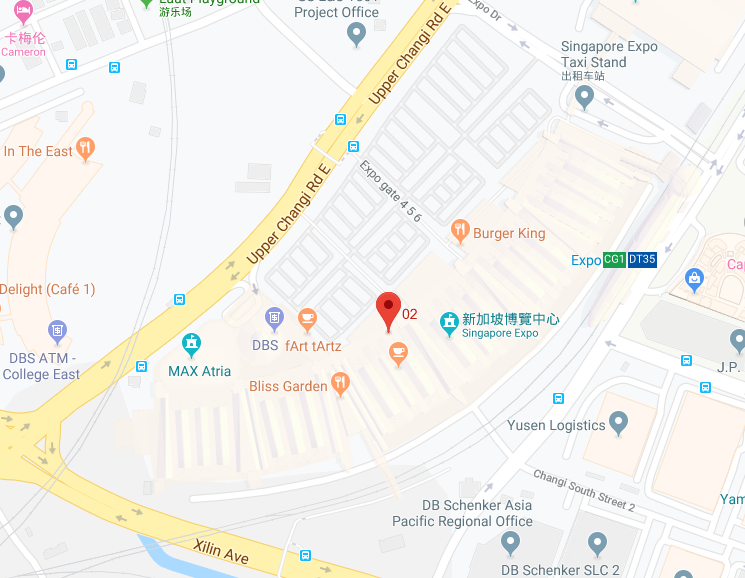 Playground
游乐场
Project Office
Expo Dr
卡梅伦
Cameron
Upper Changi Rd E
Singapore Expo
Taxi Stand
出租车站
In The East
Expo gate 4 5 6
Upper Changi Rd E
Burger King
Expo CG1 DT35
Delight (Café 1)
02
新加坡博覽中心
Singapore Expo
DBS
fArt tArtz
DBS ATM -
College East
MAX Atria
J.P.
Bliss Garden
Yusen Logistics
Changi South Street 2
DB Schenker Asia
Pacific Regional Office
Xilin Ave
DB Schenker SLC 2